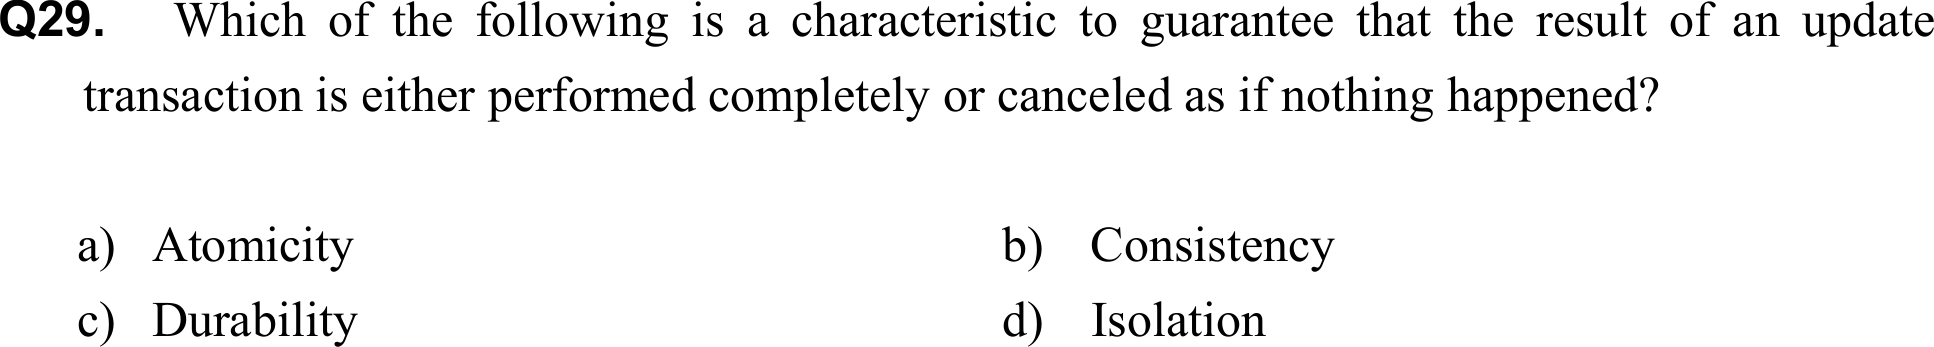 Q29. Which of the following is a characteristic to guarantee that the result of an update
transaction is either performed completely or canceled as if nothing happened?
a) Atomicity b) Consistency
c) Durability d) Isolation